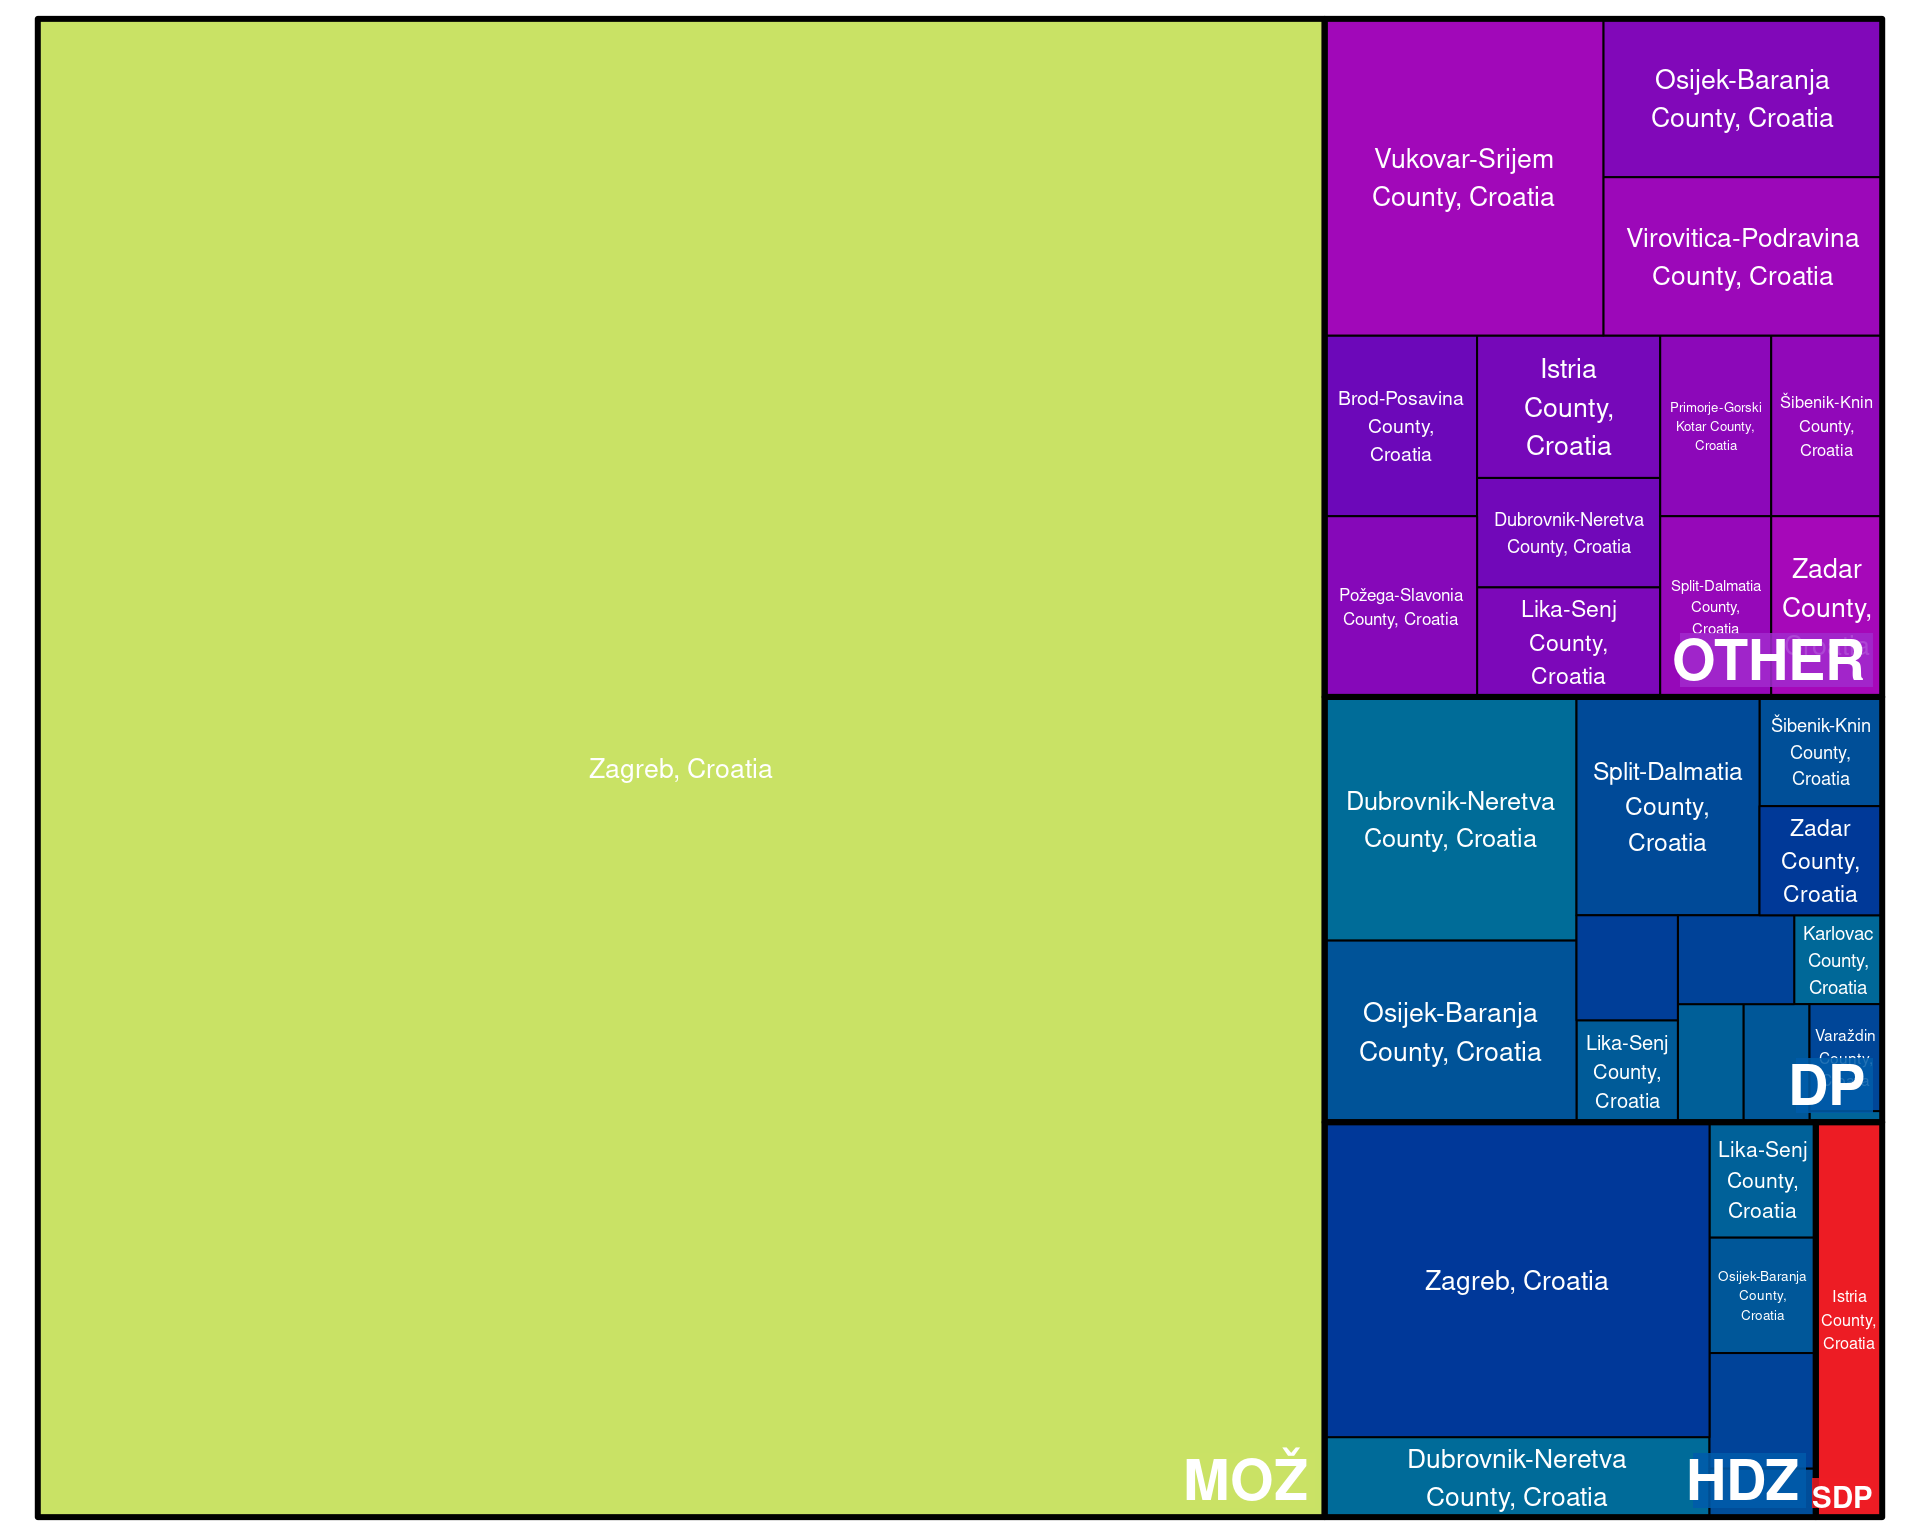 Zagreb, Croatia
MOŽ
Vukovar-Srijem
County, Croatia
Osijek-Baranja
County, Croatia
Virovitica-Podravina
County, Croatia
Brod-Posavina
County,
Croatia
Istria
County,
Croatia
Primorje-Gorski
Kotar County,
Croatia
Šibenik-Knin
County,
Croatia
Požega-Slavonia
County, Croatia
Dubrovnik-Neretva
County, Croatia
Lika-Senj
County,
Croatia
Split-Dalmatia
County,
Croatia
Zadar
County,
Croatia
OTHER
Dubrovnik-Neretva
County, Croatia
Osijek-Baranja
County, Croatia
Split-Dalmatia
County,
Croatia
Šibenik-Knin
County,
Croatia
Zadar
County,
Croatia
Lika-Senj
County,
Croatia
Karlovac
County,
Croatia
Varaždin
County,
DP
Zagreb, Croatia
Dubrovnik-Neretva
County, Croatia
Lika-Senj
County,
Croatia
Osijek-Baranja
County,
Croatia
HDZ
Istria
County,
Croatia
SDP